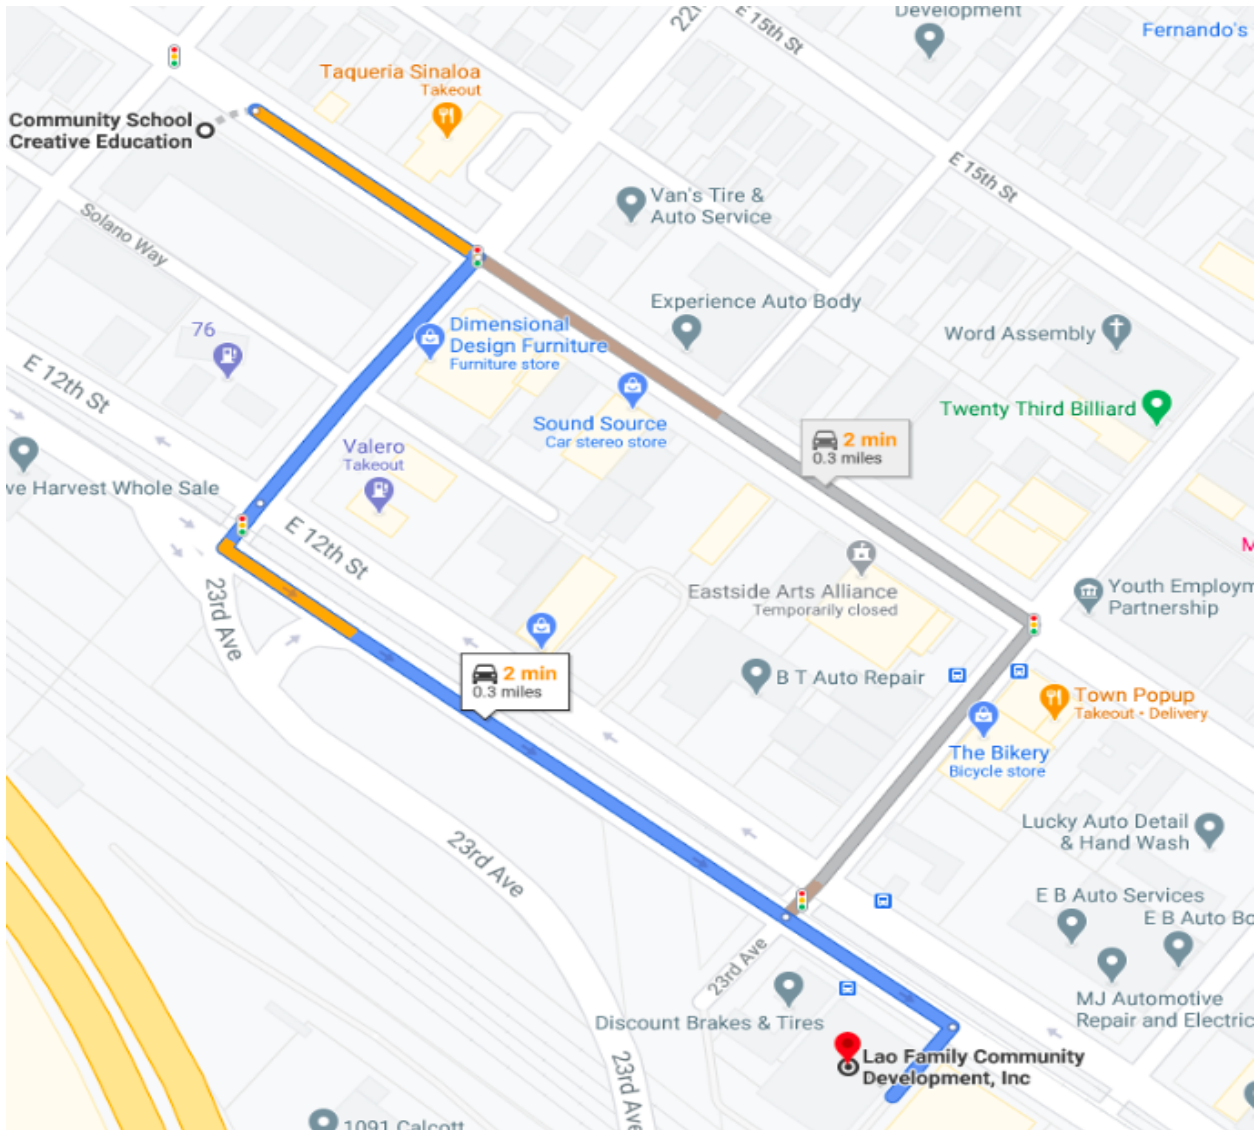 Development
22n
E 15th St
Fernando's
Taqueria Sinaloa
Takeout
Community School
Creative Education
E 15th St
Van's Tire &
Auto Service
Solano Way
Experience Auto Body
76
Dimensional
Design Furniture
Furniture store
Word Assembly
E 12th St
Twenty Third Billiard
Sound Source
Car stereo store
2 min
0.3 miles
Valero
Takeout
ve Harvest Whole Sale
E 12th St
M
Eastside Arts Alliance
Temporarily closed
Youth Employm
Partnership
23rd Ave
2 min
0.3 miles
B T Auto Repair
Town Popup
Takeout • Delivery
The Bikery
Bicycle store
Lucky Auto Detail
& Hand Wash
23rd Ave
E B Auto Services
E B Auto Bo
23rd Ave
MJ Automotive
Repair and Electric
Discount Brakes & Tires
Lao Family Community
Development, Inc
23rd Ave
1091 Calcott